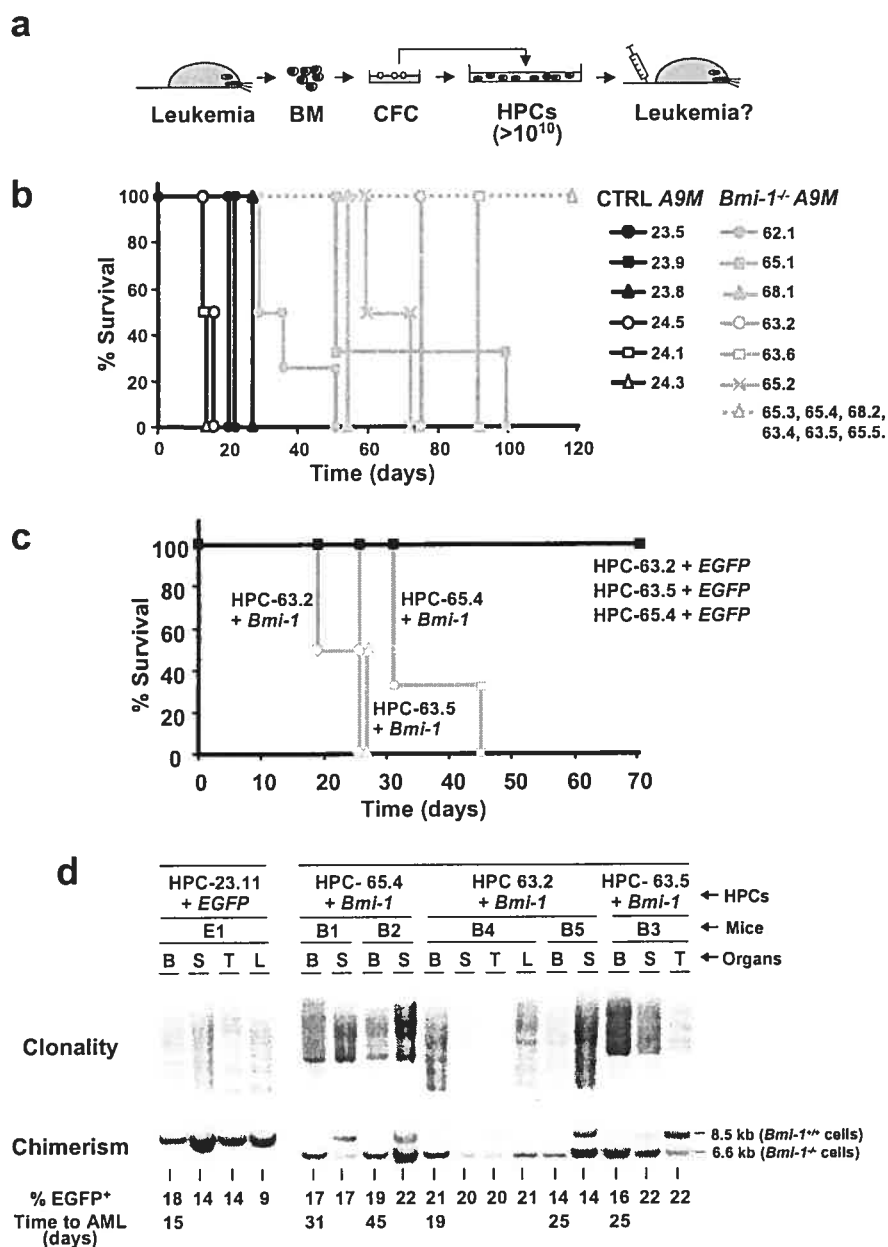 a
Leukemia BM CFC HPCs Leukemia?
(>10¹⁰)
b
CTRL A9M Bmi-1⁻/⁻ A9M
% Survival
100
80
60
40
20
0
0 20 40 60 80 100 120
Time (days)
23.5
23.9
23.8
24.5
24.1
24.3
62.1
65.1
68.1
63.2
63.6
65.2
65.3, 65.4, 68.2,
63.4, 63.5, 65.5.
c
% Survival
100
80
60
40
20
0
0 10 20 30 40 50 60 70
Time (days)
HPC-63.2
+ Bmi-1
HPC-65.4
+ Bmi-1
HPC-63.5
+ Bmi-1
HPC-63.2 + EGFP
HPC-63.5 + EGFP
HPC-65.4 + EGFP
d
HPC-23.11 HPC- 65.4 HPC 63.2 HPC- 63.5 ← HPCs
+ EGFP + Bmi-1 + Bmi-1 + Bmi-1
E1 B1 B2 B4 B5 B3 ← Mice
B S T L B S B S B S T L B S B S T ← Organs
Clonality
Chimerism
8.5 kb (Bmi-1⁺/⁺ cells)
6.6 kb (Bmi-1⁻/⁻ cells)
% EGFP⁺ 18 14 14 9 17 17 19 22 21 20 20 21 14 14 16 22 22
Time to AML 15 31 45 19 25 25
(days)